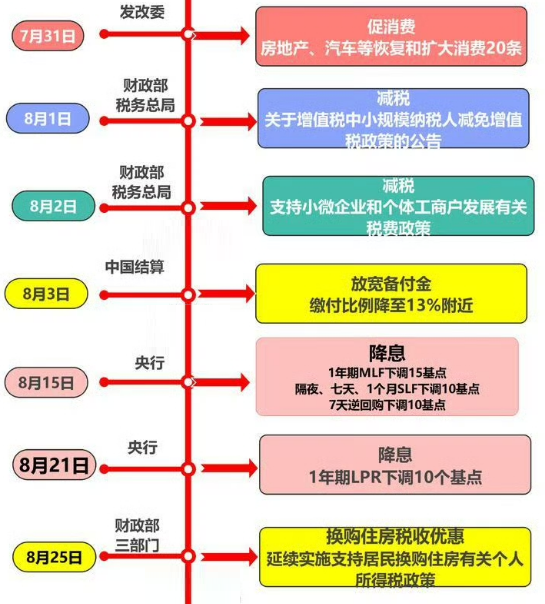 发改委
7月31日
促消费
房地产、汽车等恢复和扩大消费20条
财政部
税务总局
8月1日
减税
关于增值税中小规模纳税人减免增值
税政策的公告
财政部
税务总局
8月2日
减税
支持小微企业和个体工商户发展有关
税费政策
中国结算
8月3日
放宽备付金
缴付比例降至13%附近
央行
8月15日
降息
1年期MLF下调15基点
隔夜、七天、1个月SLF下调10基点
7天逆回购下调10基点
央行
8月21日
降息
1年期LPR下调10个基点
财政部
三部门
8月25日
换购住房税收优惠
延续实施支持居民换购住房有关个人
所得税政策